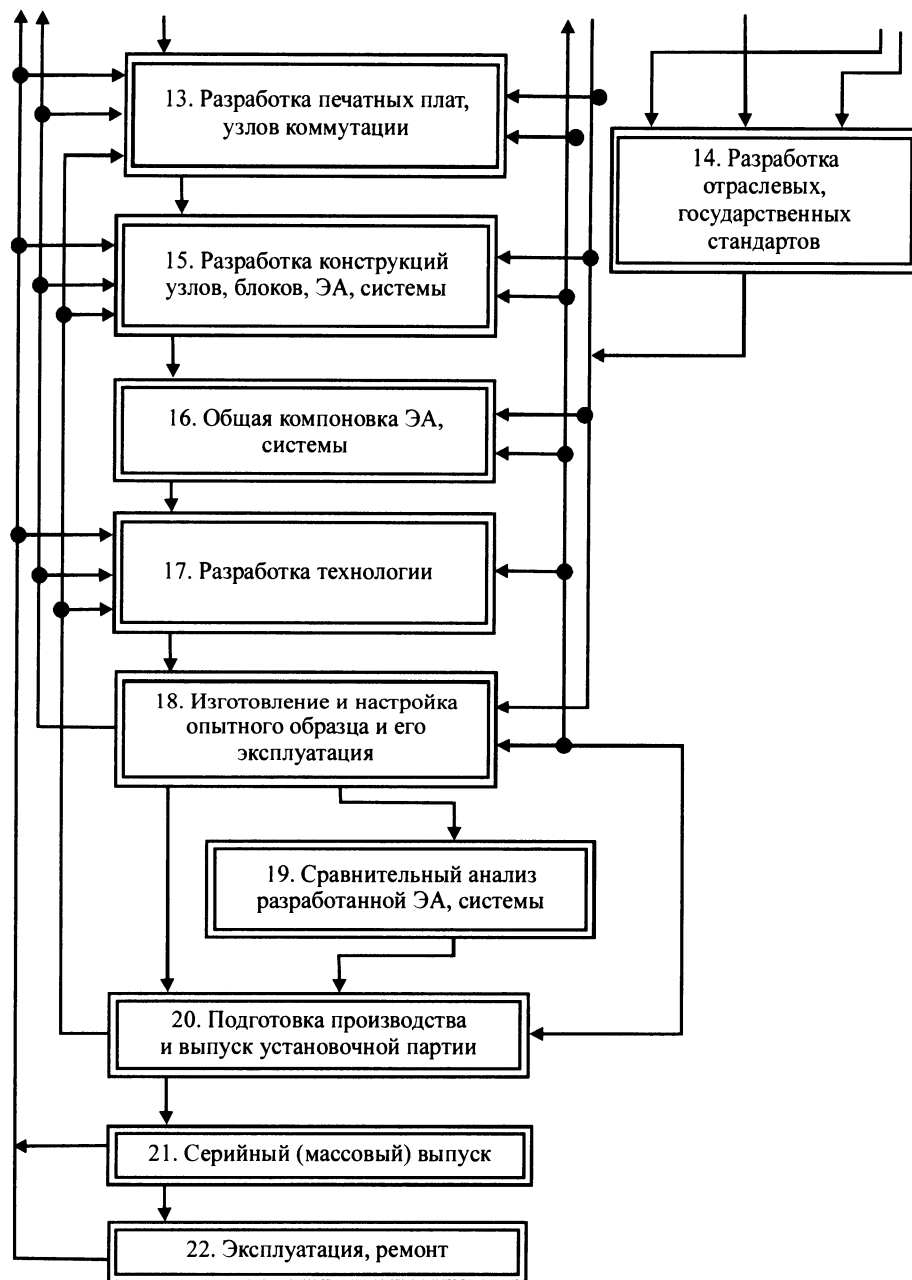 13. Разработка печатных плат,
узлов коммутации
14. Разработка
отраслевых,
государственных
стандартов
15. Разработка конструкций
узлов, блоков, ЭА, системы
16. Общая компоновка ЭА,
системы
17. Разработка технологии
18. Изготовление и настройка
опытного образца и его
эксплуатация
19. Сравнительный анализ
разработанной ЭА, системы
20. Подготовка производства
и выпуск установочной партии
21. Серийный (массовый) выпуск
22. Эксплуатация, ремонт